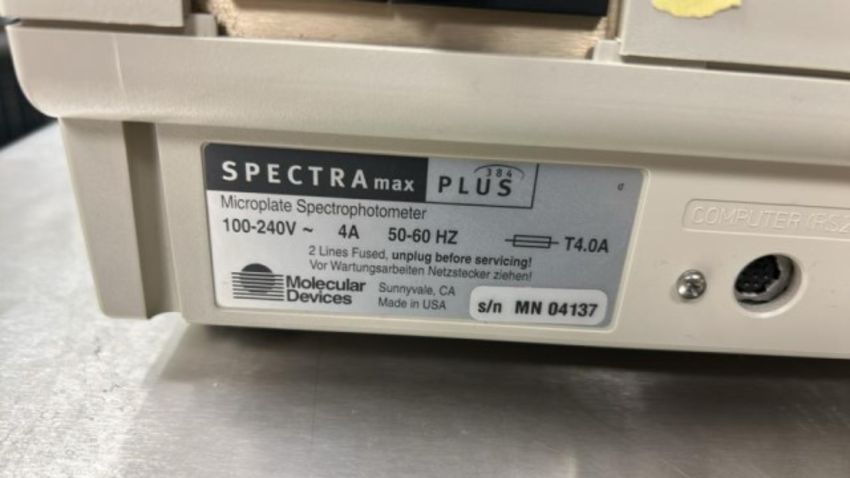 SPECTRAmax PLUS 384
Microplate Spectrophotometer
100-240V ~ 4A 50-60 HZ T4.0A
2 Lines Fused, unplug before servicing!
Vor Wartungsarbeiten Netzstecker ziehen!
Molecular Devices
Sunnyvale, CA
Made in USA
s/n MN 04137
COMPUTER (RS2